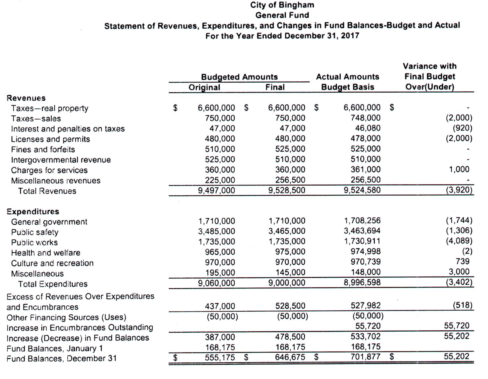 City of Bingham
General Fund
Statement of Revenues, Expenditures, and Changes in Fund Balances-Budget and Actual
For the Year Ended December 31, 2017
Variance with
Budgeted Amounts Actual Amounts Final Budget
Original Final Budget Basis Over(Under)
Revenues
Taxes—real property $ 6,600,000 $ 6,600,000 $ 6,600,000 $ -
Taxes—sales 750,000 750,000 748,000 (2,000)
Interest and penalties on taxes 47,000 47,000 46,080 (920)
Licenses and permits 480,000 480,000 478,000 (2,000)
Fines and forfeits 510,000 525,000 525,000 -
Intergovernmental revenue 525,000 510,000 510,000 -
Charges for services 360,000 360,000 361,000 1,000
Miscellaneous revenues 225,000 256,500 256,500 -
Total Revenues 9,497,000 9,528,500 9,524,580 (3,920)
Expenditures
General government 1,710,000 1,710,000 1,708,256 (1,744)
Public safety 3,485,000 3,465,000 3,463,694 (1,306)
Public works 1,735,000 1,735,000 1,730,911 (4,089)
Health and welfare 965,000 975,000 974,998 (2)
Culture and recreation 970,000 970,000 970,739 739
Miscellaneous 195,000 145,000 148,000 3,000
Total Expenditures 9,060,000 9,000,000 8,996,598 (3,402)
Excess of Revenues Over Expenditures
and Encumbrances 437,000 528,500 527,982 (518)
Other Financing Sources (Uses) (50,000) (50,000) (50,000)
Increase in Encumbrances Outstanding 55,720 55,720
Increase (Decrease) in Fund Balances 387,000 478,500 533,702 55,202
Fund Balances, January 1 168,175 168,175 168,175
Fund Balances, December 31 $ 555,175 $ 646,675 $ 701,877 $ 55,202